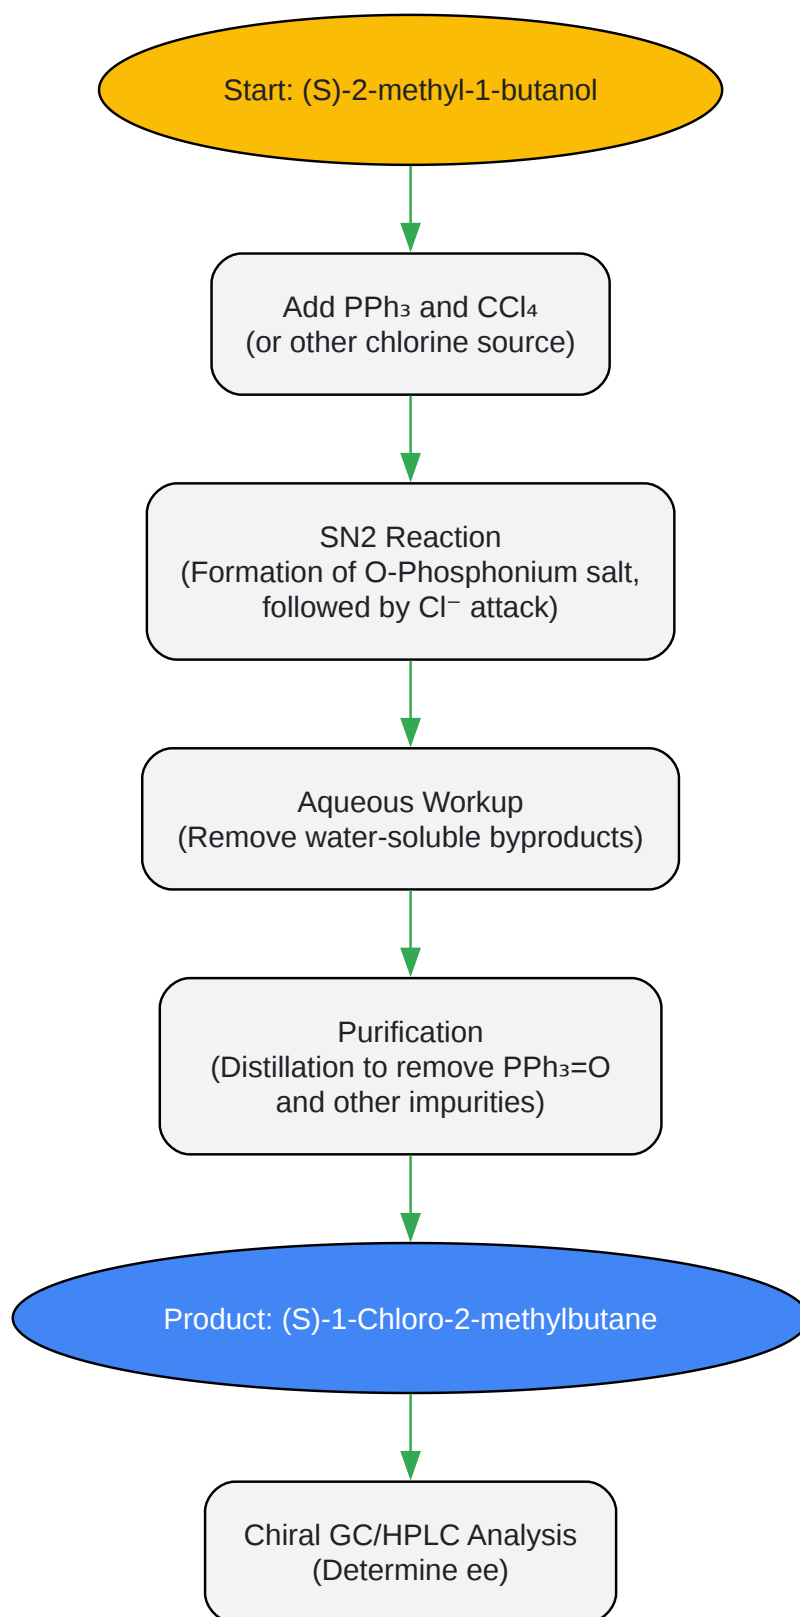 Start: (S)-2-methyl-1-butanol
Add PPh₃ and CCl₄
(or other chlorine source)
SN2 Reaction
(Formation of O-Phosphonium salt,
followed by Cl⁻ attack)
Aqueous Workup
(Remove water-soluble byproducts)
Purification
(Distillation to remove PPh₃=O
and other impurities)
Product: (S)-1-Chloro-2-methylbutane
Chiral GC/HPLC Analysis
(Determine ee)